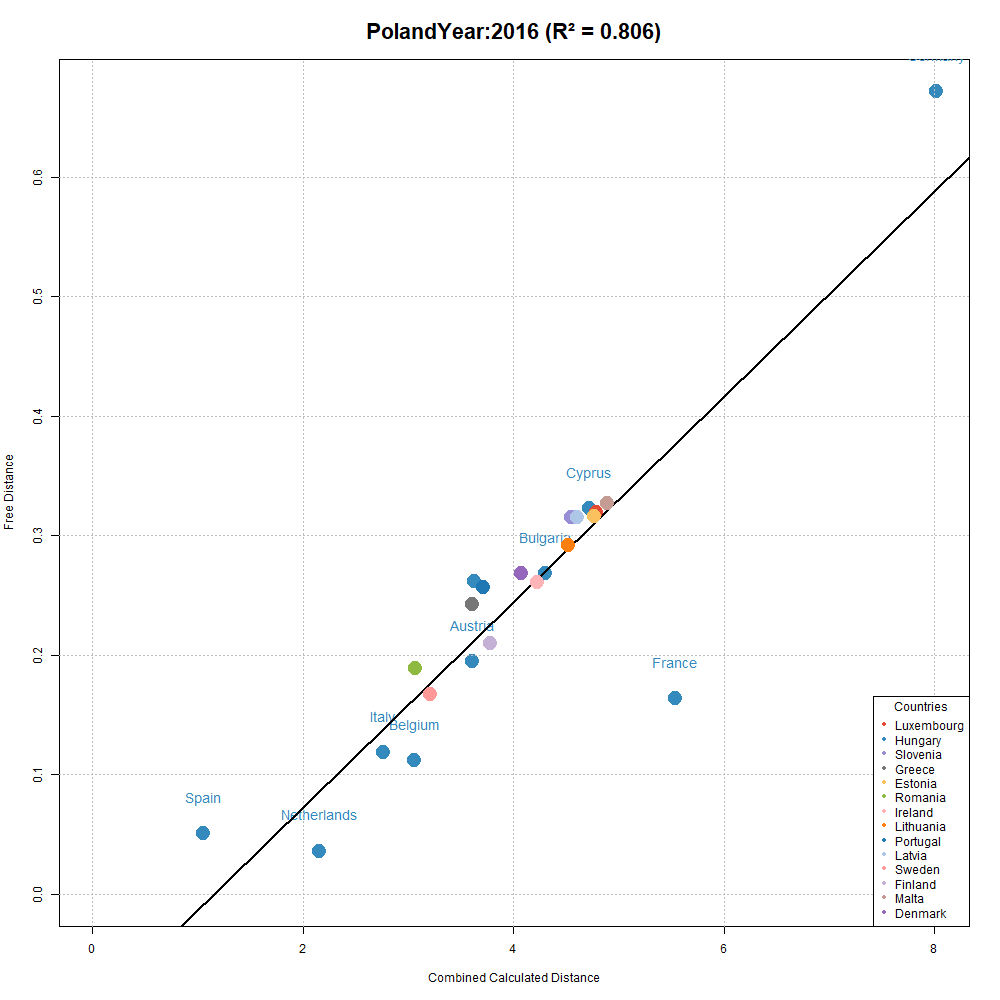 PolandYear:2016 (R² = 0.806)
Free Distance
0.6
0.5
0.4
0.3
0.2
0.1
0.0
Cyprus
Bulgaria
Austria
France
Italy
Belgium
Spain
Netherlands
Countries
Luxembourg
Hungary
Slovenia
Greece
Estonia
Romania
Ireland
Lithuania
Portugal
Latvia
Sweden
Finland
Malta
Denmark
0 2 4 6 8
Combined Calculated Distance